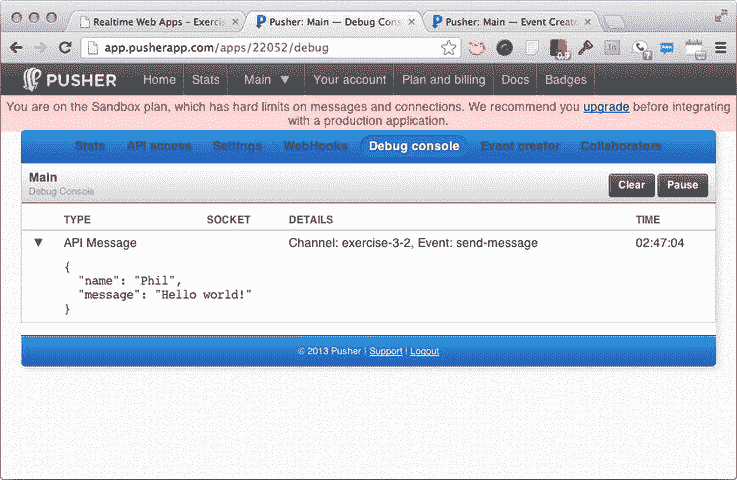 Realtime Web Apps – Exercis
Pusher: Main — Debug Cons
Pusher: Main — Event Create
app.pusherapp.com/apps/22052/debug
PUSHER Home Stats Main Your account Plan and billing Docs Badges
You are on the Sandbox plan, which has hard limits on messages and connections. We recommend you upgrade before integrating
with a production application.
Stats API access Settings WebHooks Debug console Event creator Collaborators
Main
Debug Console
Clear Pause
TYPE SOCKET DETAILS TIME
API Message Channel: exercise-3-2, Event: send-message 02:47:04
{
"name": "Phil",
"message": "Hello world!"
}
© 2013 Pusher | Support | Logout